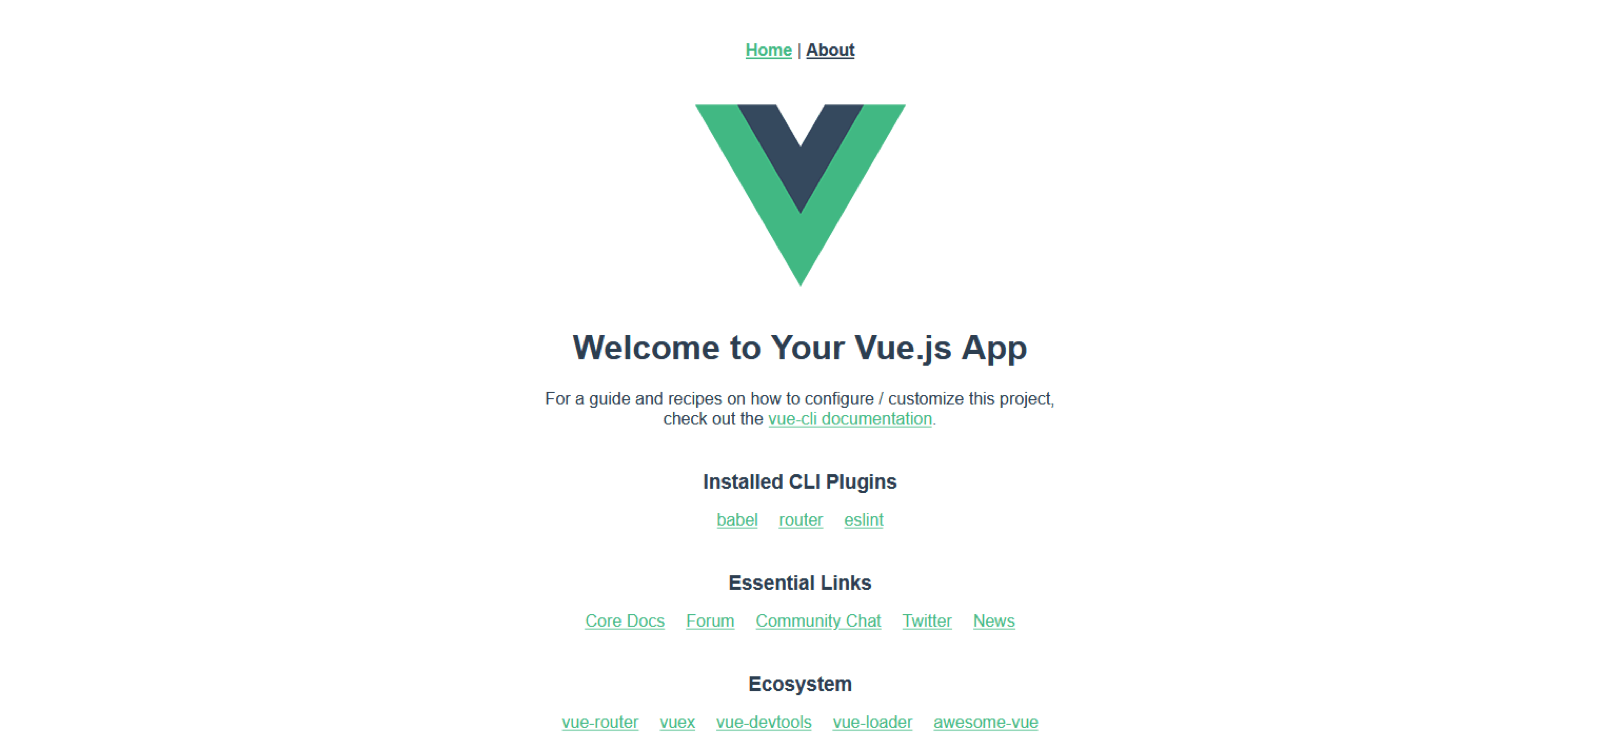 Home | About
Welcome to Your Vue.js App
For a guide and recipes on how to configure / customize this project,
check out the vue-cli documentation.
Installed CLI Plugins
babel router eslint
Essential Links
Core Docs Forum Community Chat Twitter News
Ecosystem
vue-router vuex vue-devtools vue-loader awesome-vue